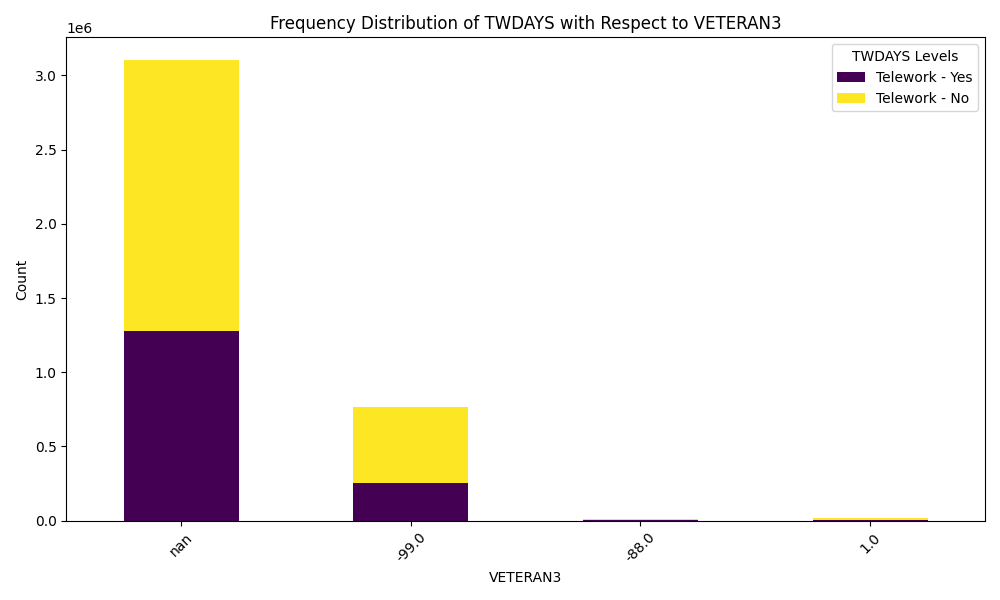 Frequency Distribution of TWDAYS with Respect to VETERAN3
1e6
TWDAYS Levels
Telework - Yes
Telework - No
3.0
2.5
2.0
1.5
1.0
0.5
0.0
Count
nan
-99.0
-88.0
1.0
VETERAN3